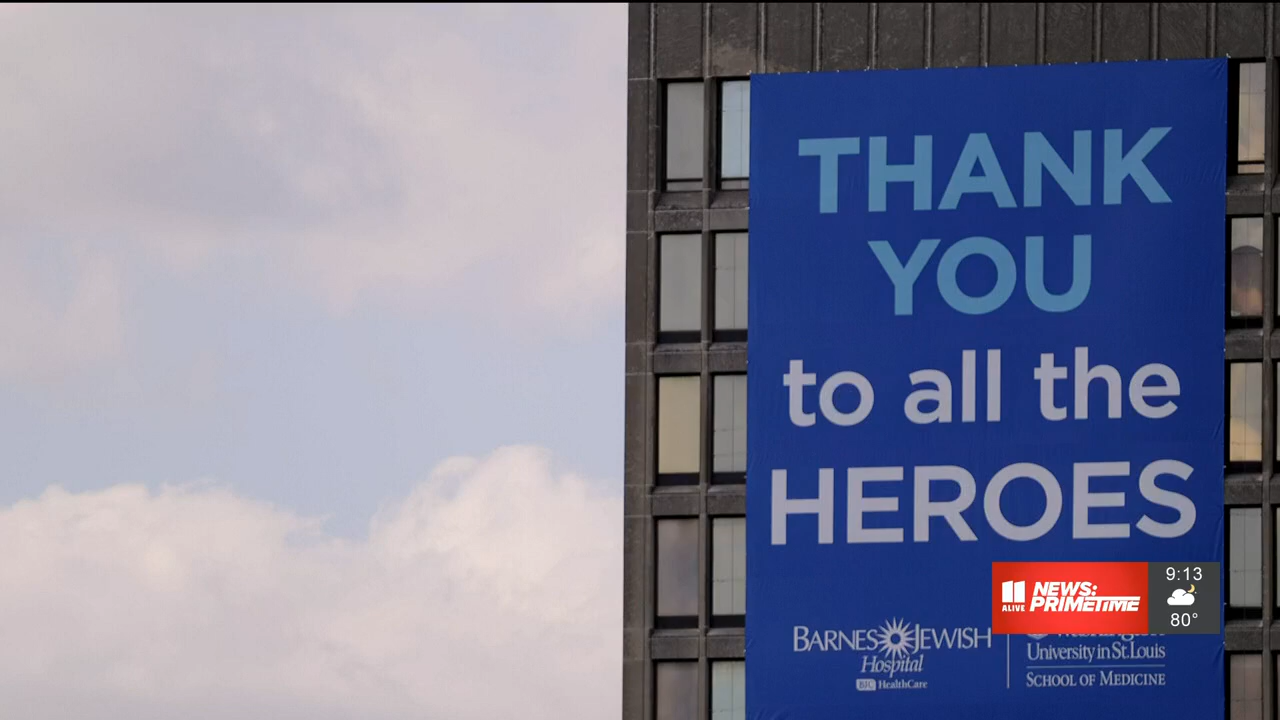 THANK
YOU
to all the
HEROES
11
ALIVE
NEWS:
PRIMETIME
9:13
80°
BARNES JEWISH
Hospital
BJC HealthCare
Washington
University in St. Louis
SCHOOL OF MEDICINE